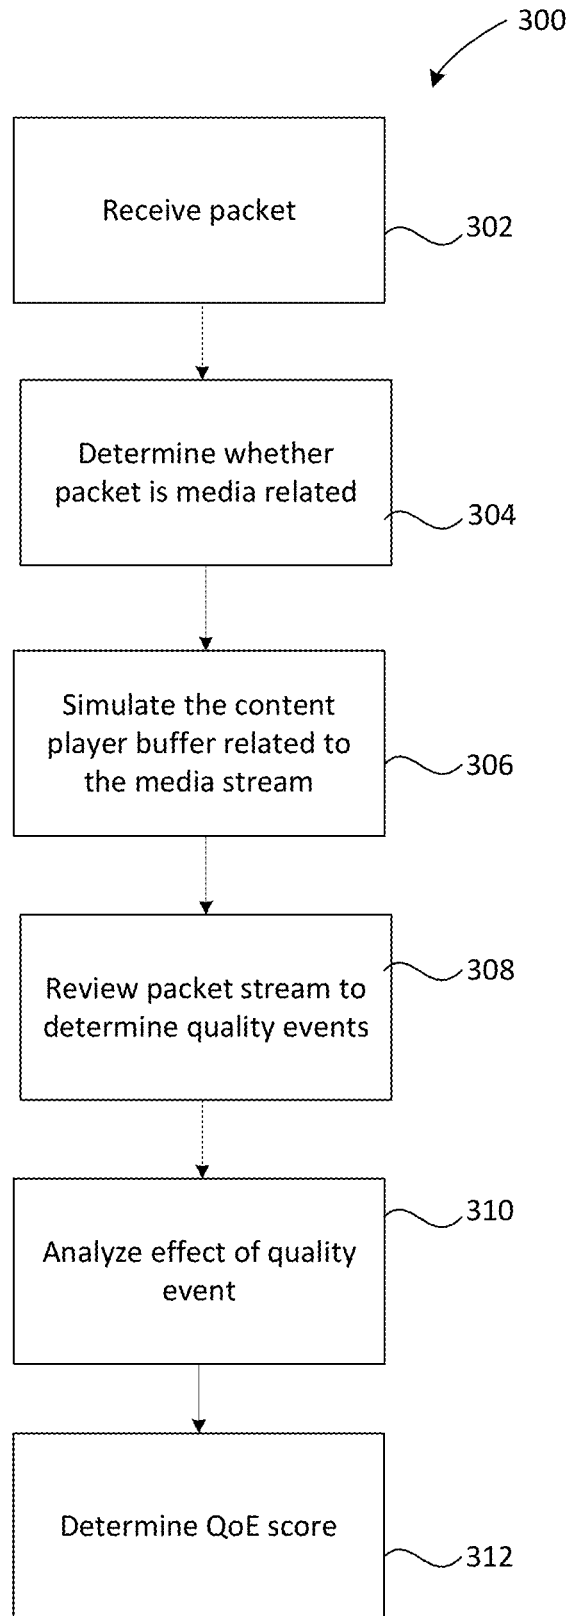 300
Receive packet
302
Determine whether
packet is media related
304
Simulate the content
player buffer related to
the media stream
306
Review packet stream to
determine quality events
308
Analyze effect of quality
event
310
Determine QoE score
312